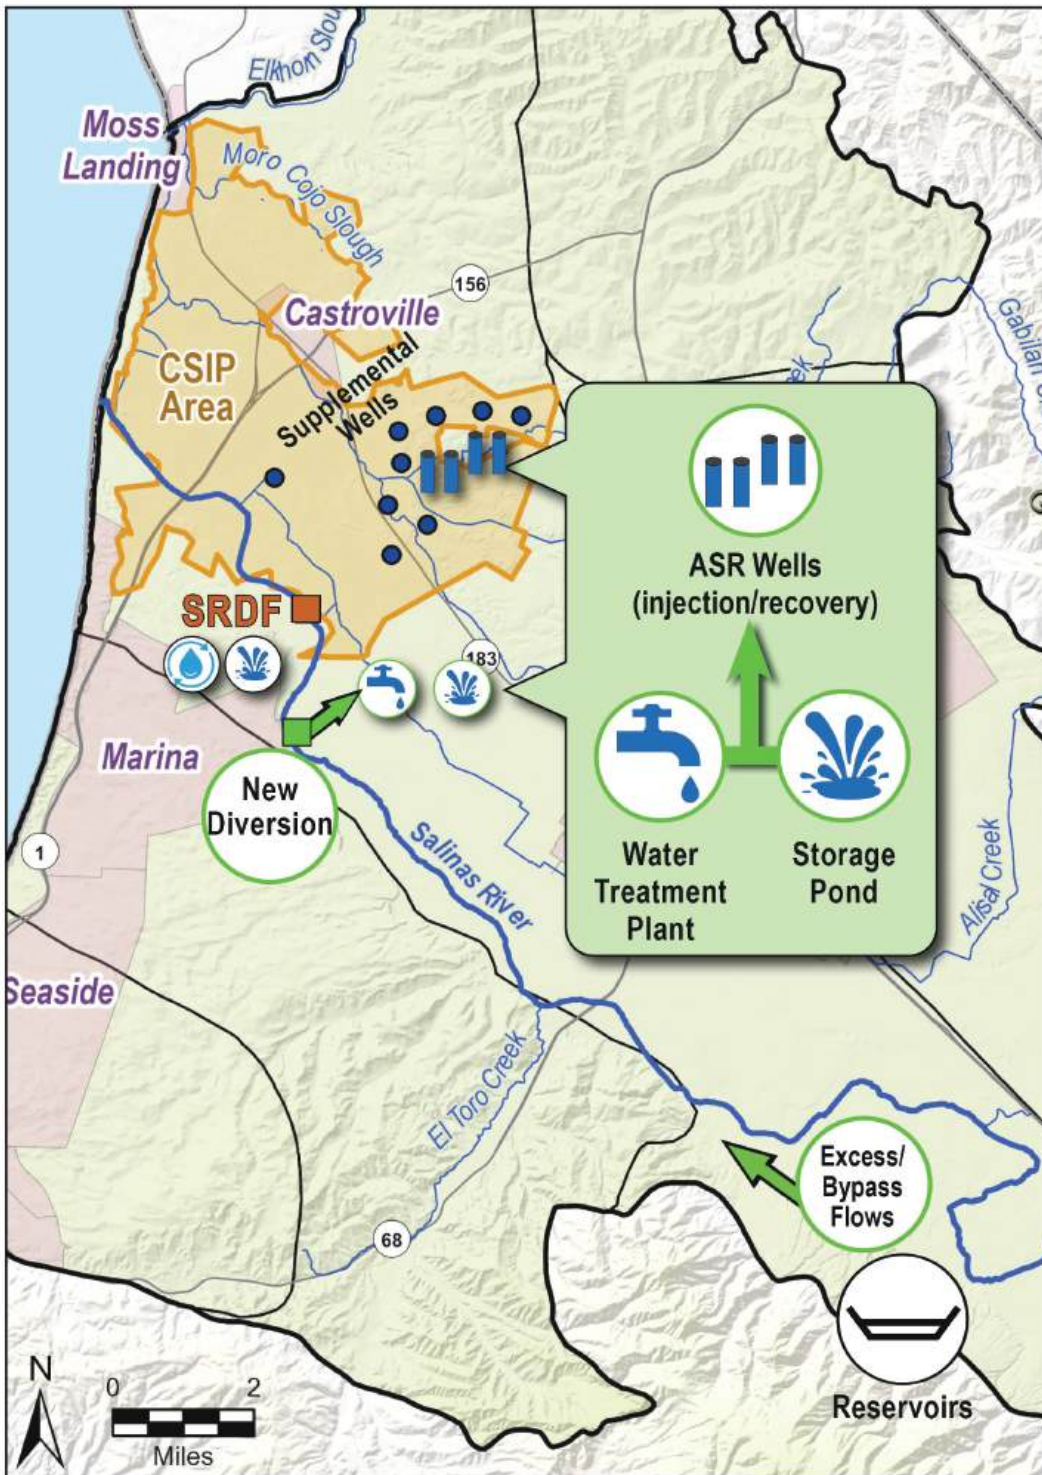 Elkhorn
Moss
Landing
Moro Cojo Slough
156
Castroville
CSIP
Area
Supplemental
Wells
SRDF
183
Marina
New
Diversion
1
Salinas River
ASR Wells
(injection/recovery)
Water
Treatment
Plant
Storage
Pond
Gabilan
Alisal Creek
Seaside
El Toro Creek
68
Excess/
Bypass
Flows
Reservoirs
N
0 2
Miles